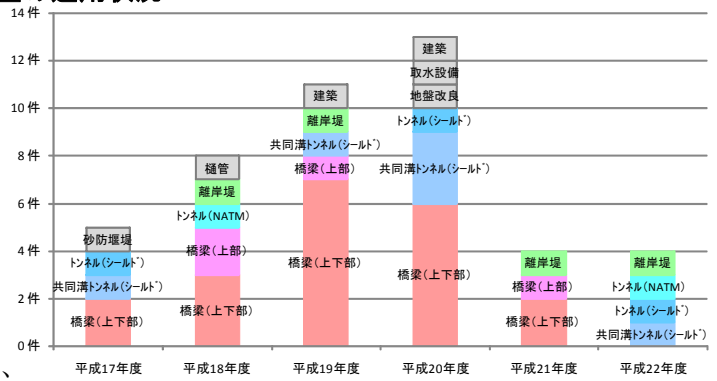 14 件
12 件
10 件
8 件
6 件
4 件
2 件
0 件
砂防堰堤
トンネル(シールド)
共同溝トンネル(シールド)
橋梁(上下部)
樋管
離岸堤
トンネル(NATM)
橋梁(上部)
橋梁(上下部)
建築
離岸堤
共同溝トンネル(シールド)
橋梁(上部)
橋梁(上下部)
建築
取水設備
地盤改良
トンネル(シールド)
共同溝トンネル(シールド)
橋梁(上下部)
離岸堤
橋梁(上部)
橋梁(上下部)
離岸堤
トンネル(NATM)
トンネル(シールド)
共同溝トンネル(シールド)
平成17年度 平成18年度 平成19年度 平成20年度 平成21年度 平成22年度
、